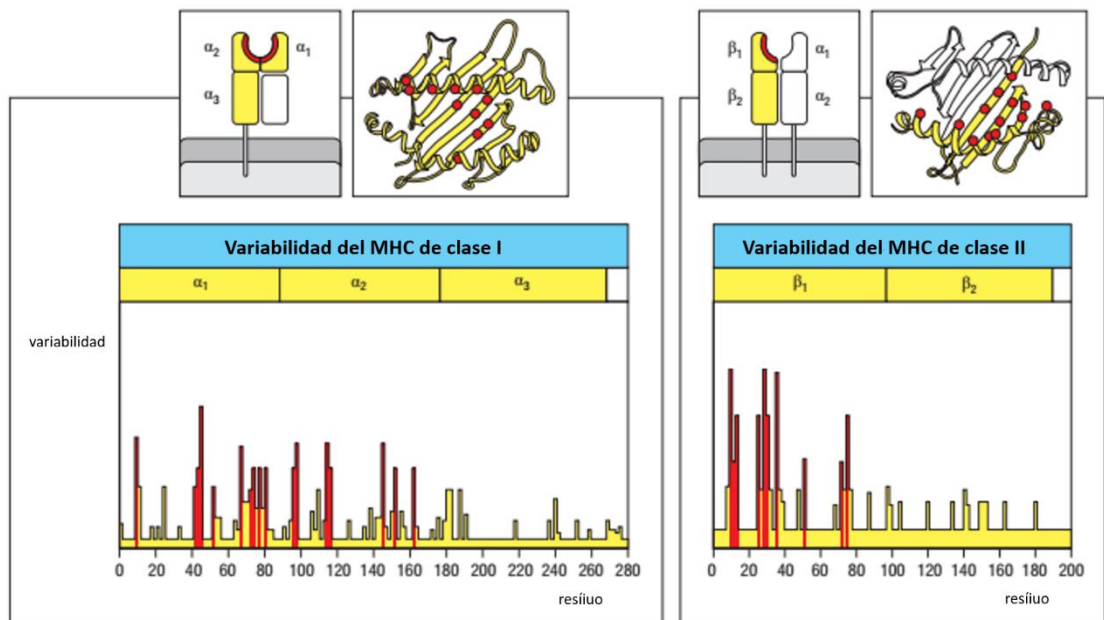 α₂
α₁
α₃
β₁
α₁
β₂
α₂
Variabilidad del MHC de clase I
α₁ α₂ α₃
variabilidad
0 20 40 60 80 100 120 140 160 180 200 220 240 260 280
resíiuo
Variabilidad del MHC de clase II
β₁ β₂
0 20 40 60 80 100 120 140 160 180 200
resíiuo